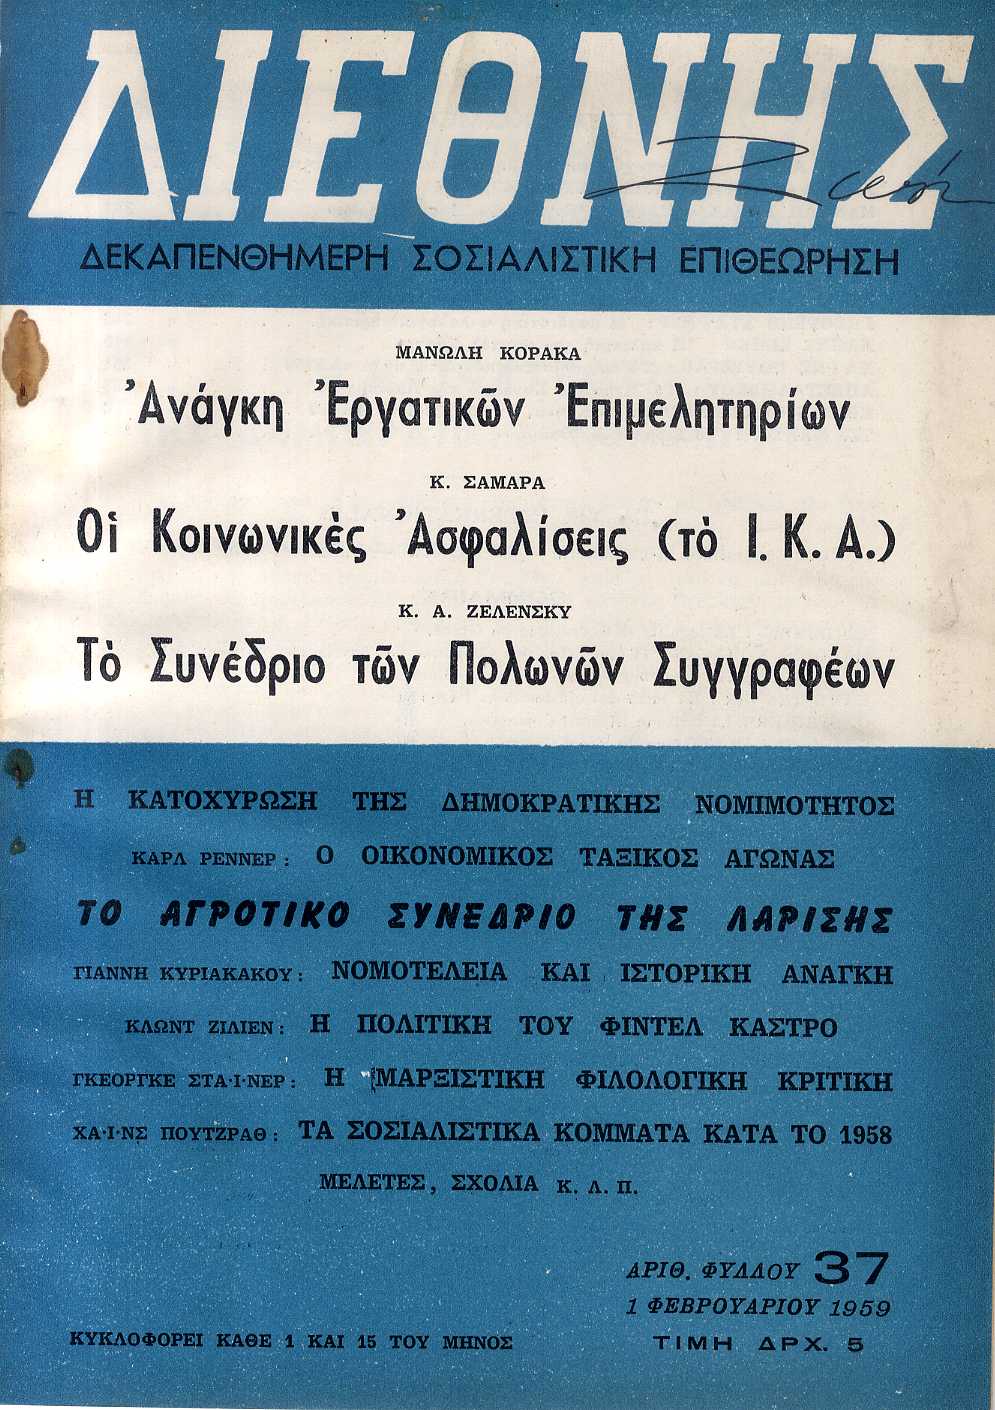 ΔΙΕΘΝΗΣ
ΔΕΚΑΠΕΝΘΗΜΕΡΗ ΣΟΣΙΑΛΙΣΤΙΚΗ ΕΠΙΘΕΩΡΗΣΗ
ΜΑΝΩΛΗ ΚΟΡΑΚΑ
Ἀνάγκη Ἐργατικῶν Ἐπιμελητηρίων
Κ. ΣΑΜΑΡΑ
Οἱ Κοινωνικὲς Ἀσφαλίσεις (τὸ Ι. Κ. Α.)
Κ. Α. ΖΕΛΕΝΣΚΥ
Τὸ Συνέδριο τῶν Πολωνῶν Συγγραφέων
Η ΚΑΤΟΧΥΡΩΣΗ ΤΗΣ ΔΗΜΟΚΡΑΤΙΚΗΣ ΝΟΜΙΜΟΤΗΤΟΣ
ΚΑΡΛ ΡΕΝΝΕΡ: Ο ΟΙΚΟΝΟΜΙΚΟΣ ΤΑΞΙΚΟΣ ΑΓΩΝΑΣ
ΤΟ ΑΓΡΟΤΙΚΟ ΣΥΝΕΔΡΙΟ ΤΗΣ ΛΑΡΙΣΗΣ
ΓΙΑΝΝΗ ΚΥΡΙΑΚΑΚΟΥ: ΝΟΜΟΤΕΛΕΙΑ ΚΑΙ ΙΣΤΟΡΙΚΗ ΑΝΑΓΚΗ
ΚΛΩΝΤ ΖΙΛΙΕΝ: Η ΠΟΛΙΤΙΚΗ ΤΟΥ ΦΙΝΤΕΛ ΚΑΣΤΡΟ
ΓΚΕΟΡΓΚΕ ΣΤΑ·Ι·ΝΕΡ: Η ΜΑΡΞΙΣΤΙΚΗ ΦΙΛΟΛΟΓΙΚΗ ΚΡΙΤΙΚΗ
ΧΑ·Ι·ΝΣ ΠΟΥΤΖΡΑΘ: ΤΑ ΣΟΣΙΑΛΙΣΤΙΚΑ ΚΟΜΜΑΤΑ ΚΑΤΑ ΤΟ 1958
ΜΕΛΕΤΕΣ, ΣΧΟΛΙΑ Κ. Λ. Π.
ΑΡΙΘ. ΦΥΛΛΟΥ 37
1 ΦΕΒΡΟΥΑΡΙΟΥ 1959
ΚΥΚΛΟΦΟΡΕΙ ΚΑΘΕ 1 ΚΑΙ 15 ΤΟΥ ΜΗΝΟΣ
ΤΙΜΗ ΔΡΧ. 5